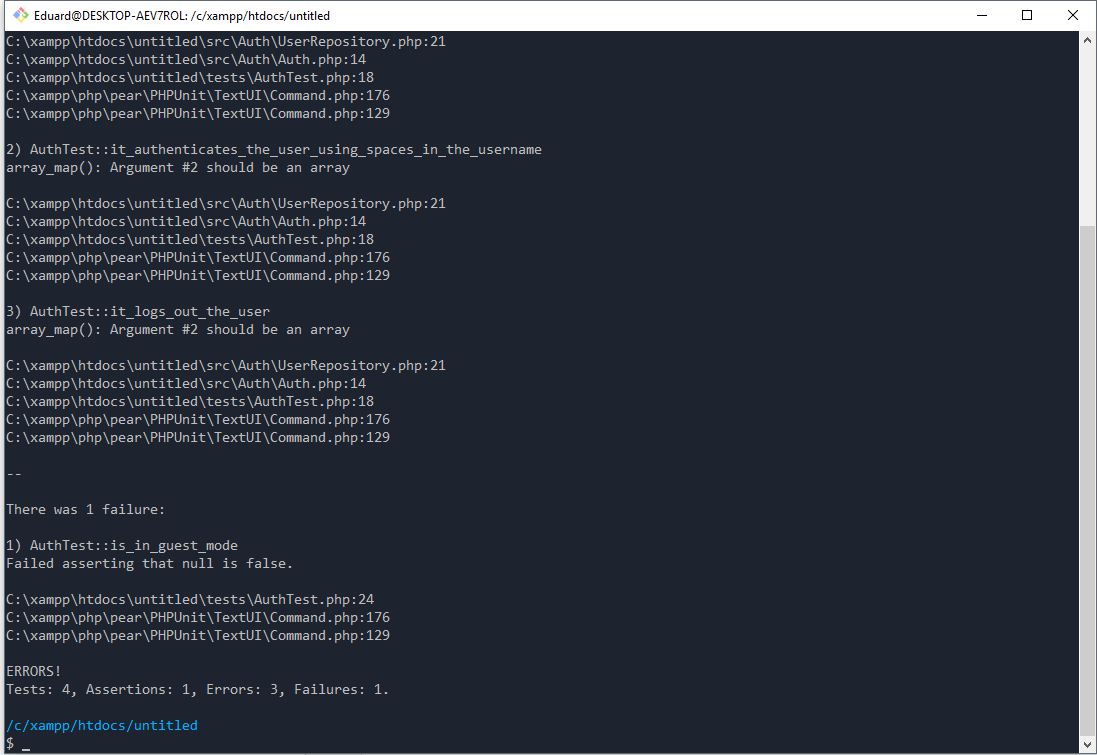 Eduard@DESKTOP-AEV7ROL: /c/xampp/htdocs/untitled
C:\xampp\htdocs\untitled\src\Auth\UserRepository.php:21
C:\xampp\htdocs\untitled\src\Auth\Auth.php:14
C:\xampp\htdocs\untitled\tests\AuthTest.php:18
C:\xampp\php\pear\PHPUnit\TextUI\Command.php:176
C:\xampp\php\pear\PHPUnit\TextUI\Command.php:129
2) AuthTest::it_authenticates_the_user_using_spaces_in_the_username
array_map(): Argument #2 should be an array
C:\xampp\htdocs\untitled\src\Auth\UserRepository.php:21
C:\xampp\htdocs\untitled\src\Auth\Auth.php:14
C:\xampp\htdocs\untitled\tests\AuthTest.php:18
C:\xampp\php\pear\PHPUnit\TextUI\Command.php:176
C:\xampp\php\pear\PHPUnit\TextUI\Command.php:129
3) AuthTest::it_logs_out_the_user
array_map(): Argument #2 should be an array
C:\xampp\htdocs\untitled\src\Auth\UserRepository.php:21
C:\xampp\htdocs\untitled\src\Auth\Auth.php:14
C:\xampp\htdocs\untitled\tests\AuthTest.php:18
C:\xampp\php\pear\PHPUnit\TextUI\Command.php:176
C:\xampp\php\pear\PHPUnit\TextUI\Command.php:129
--
There was 1 failure:
1) AuthTest::is_in_guest_mode
Failed asserting that null is false.
C:\xampp\htdocs\untitled\tests\AuthTest.php:24
C:\xampp\php\pear\PHPUnit\TextUI\Command.php:176
C:\xampp\php\pear\PHPUnit\TextUI\Command.php:129
ERRORS!
Tests: 4, Assertions: 1, Errors: 3, Failures: 1.
/c/xampp/htdocs/untitled
$ _